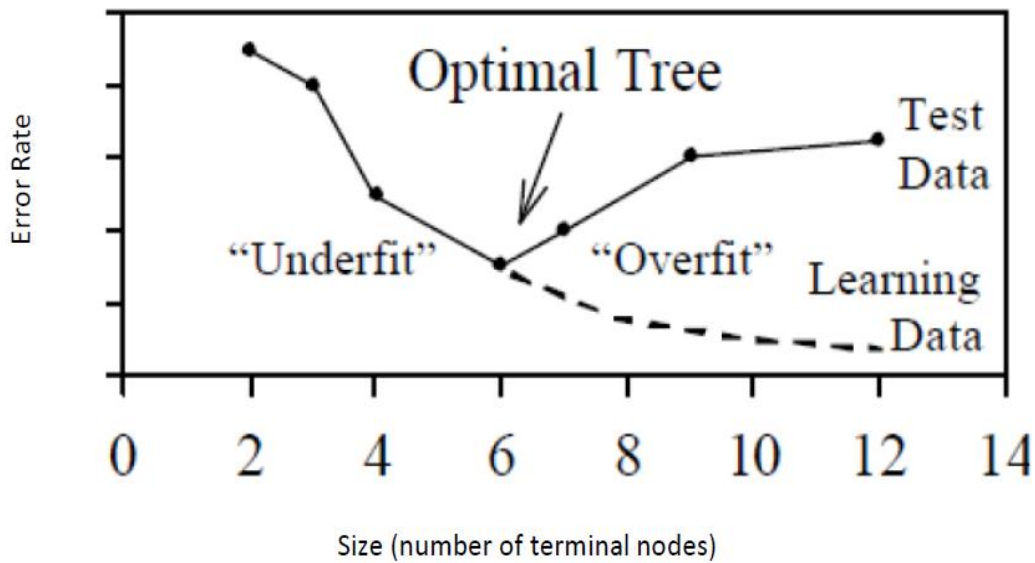 Optimal Tree
Test
Data
Error Rate
“Underfit”
“Overfit”
Learning
Data
0 2 4 6 8 10 12 14
Size (number of terminal nodes)